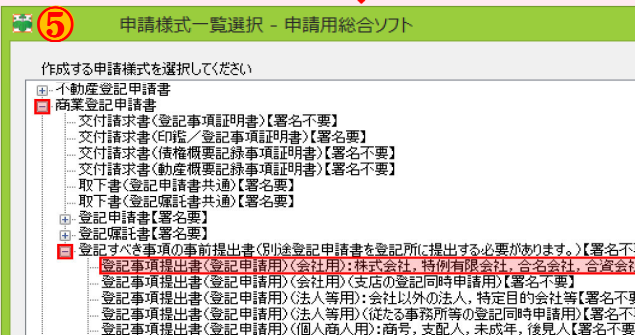 ⑤ 申請様式一覧選択 - 申請用総合ソフト
作成する申請様式を選択してください
不動産登記申請書
商業登記申請書
交付請求書(登記事項証明書)【署名不要】
交付請求書(印鑑/登記事項証明書)【署名要】
交付請求書(債権概要記録事項証明書)【署名不要】
交付請求書(動産概要記録事項証明書)【署名不要】
取下書(登記申請書共通)【署名要】
取下書(登記嘱託書共通)【署名要】
登記申請書【署名要】
登記嘱託書【署名要】
登記すべき事項の事前提出書(別途登記申請書を登記所に提出する必要があります。)【署名不
登記事項提出書(登記申請用)(会社用):株式会社,特例有限会社,合名会社,合資会
登記事項提出書(登記申請用)(会社用)(支店の登記同時申請用)【署名不要】
登記事項提出書(登記申請用)(法人等用):会社以外の法人,特定目的会社等【署名不
登記事項提出書(登記申請用)(法人等用)(従たる事務所等の登記同時申請用)【署名不
登記事項提出書(登記申請用)(個人商人用):商号,支配人,未成年,後見人【署名不要